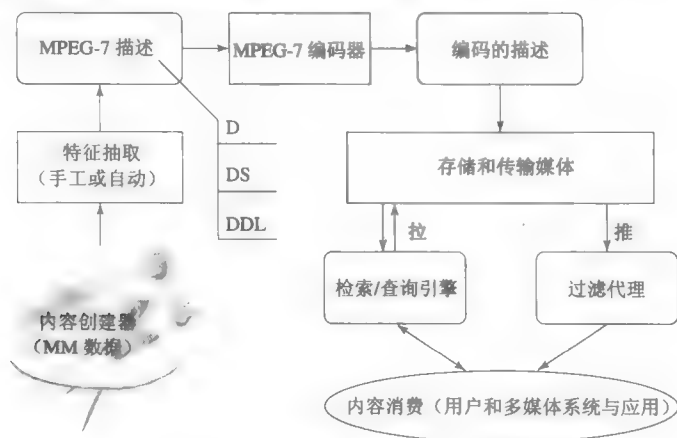 MPEG-7 描述
MPEG-7 编码器
编码的描述
D
DS
DDL
特征抽取
（手工或自动）
存储和传输媒体
拉
推
内容创建器
（MM 数据）
检索/查询引擎
过滤代理
内容消费（用户和多媒体系统与应用）